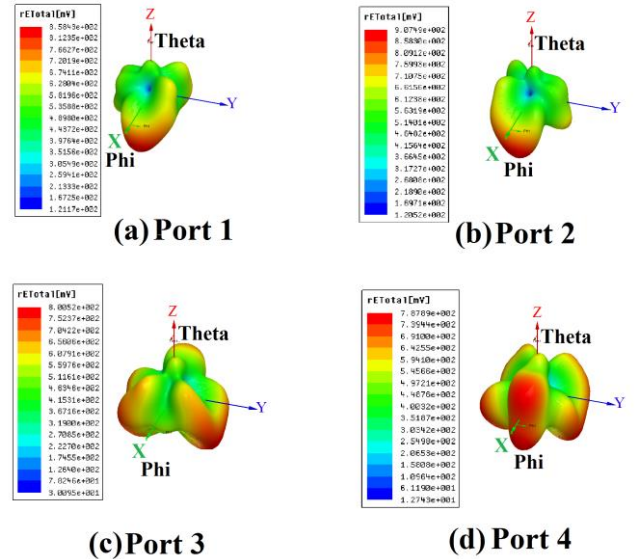 rETotal[mV]
8.5843e+002
8.1235e+002
7.6627e+002
7.2019e+002
6.7411e+002
6.2804e+002
5.8196e+002
5.3588e+002
4.8980e+002
4.4372e+002
3.9764e+002
3.5156e+002
3.0549e+002
2.5941e+002
2.1333e+002
1.6725e+002
1.2117e+002
Z
Theta
Y
X
Phi
(a) Port 1
rETotal[mV]
9.0749e+002
8.5830e+002
8.0912e+002
7.5993e+002
7.1075e+002
6.6156e+002
6.1238e+002
5.6319e+002
5.1401e+002
4.6482e+002
4.1564e+002
3.6645e+002
3.1727e+002
2.6808e+002
2.1890e+002
1.6971e+002
1.2052e+002
Z
Theta
Y
X
Phi
(b) Port 2
rETotal[mV]
8.0052e+002
7.5237e+002
7.0422e+002
6.5606e+002
6.0791e+002
5.5976e+002
5.1161e+002
4.6346e+002
4.1531e+002
3.6716e+002
3.1900e+002
2.7085e+002
2.2270e+002
1.7455e+002
1.2640e+002
7.8246e+001
3.0095e+001
Z
Theta
Y
X
Phi
(c) Port 3
rETotal[mV]
7.8789e+002
7.3944e+002
6.9100e+002
6.4255e+002
5.9410e+002
5.4566e+002
4.9721e+002
4.4876e+002
4.0032e+002
3.5187e+002
3.0342e+002
2.5498e+002
2.0653e+002
1.5808e+002
1.0964e+002
6.1190e+001
1.2743e+001
Z
Theta
Y
X
Phi
(d) Port 4